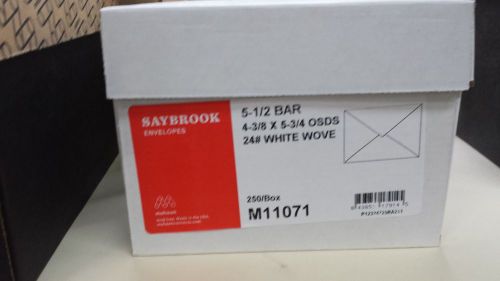 SAYBROOK
ENVELOPES
5-1/2 BAR
4-3/8 X 5-3/4 OSDS
24# WHITE WOVE
250/Box
M11071